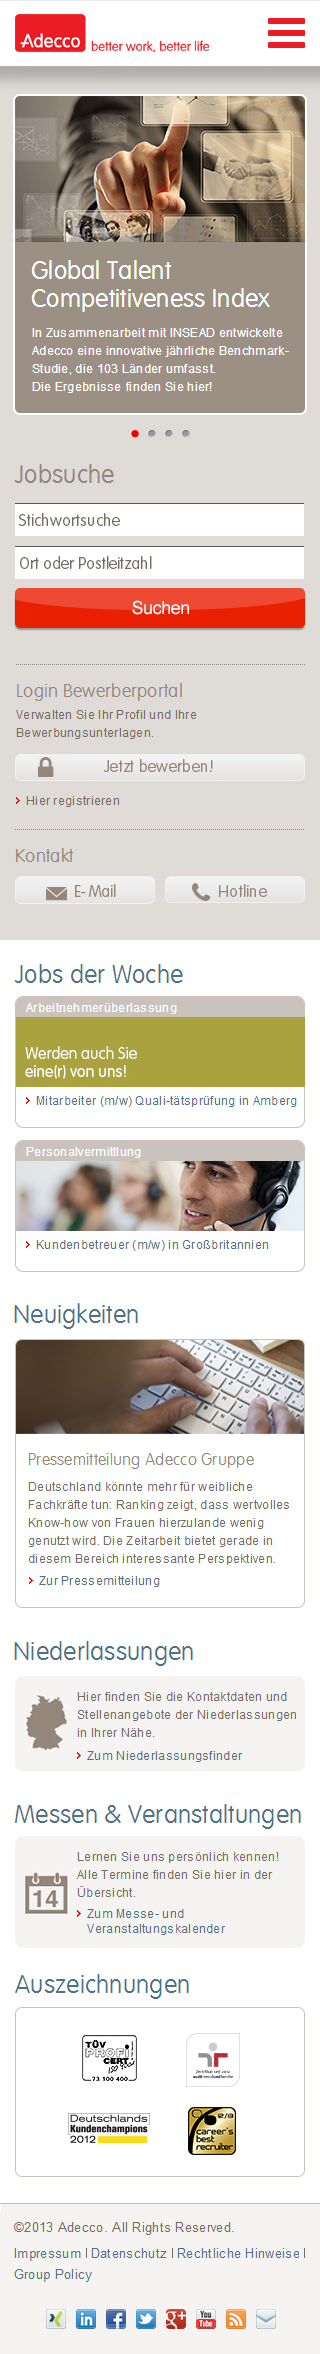 Adecco better work, better life
Global Talent
Competitiveness Index
In Zusammenarbeit mit INSEAD entwickelte
Adecco eine innovative jährliche Benchmark-
Studie, die 103 Länder umfasst.
Die Ergebnisse finden Sie hier!
Jobsuche
Stichwortsuche
Ort oder Postleitzahl
Suchen
Login Bewerberportal
Verwalten Sie Ihr Profil und Ihre
Bewerbungsunterlagen.
Jetzt bewerben!
Hier registrieren
Kontakt
E-Mail Hotline
Jobs der Woche
Arbeitnehmerüberlassung
Werden auch Sie
eine(r) von uns!
Mitarbeiter (m/w) Quali-tätsprüfung in Amberg
Personalvermittlung
Kundenbetreuer (m/w) in Großbritannien
Neuigkeiten
Pressemitteilung Adecco Gruppe
Deutschland könnte mehr für weibliche
Fachkräfte tun: Ranking zeigt, dass wertvolles
Know-how von Frauen hierzulande wenig
genutzt wird. Die Zeitarbeit bietet gerade in
diesem Bereich interessante Perspektiven.
Zur Pressemitteilung
Niederlassungen
Hier finden Sie die Kontaktdaten und
Stellenangebote der Niederlassungen
in Ihrer Nähe.
Zum Niederlassungsfinder
Messen & Veranstaltungen
14
Lernen Sie uns persönlich kennen!
Alle Termine finden Sie hier in der
Übersicht.
Zum Messe- und
Veranstaltungskalender
Auszeichnungen
TÜV
PROFI
CERT
73 100 400
audit berufundfamilie
Deutschlands
Kundenchampions
2012
career's
best
recruiter
©2013 Adecco. All Rights Reserved.
Impressum | Datenschutz | Rechtliche Hinweise |
Group Policy
You
Tube